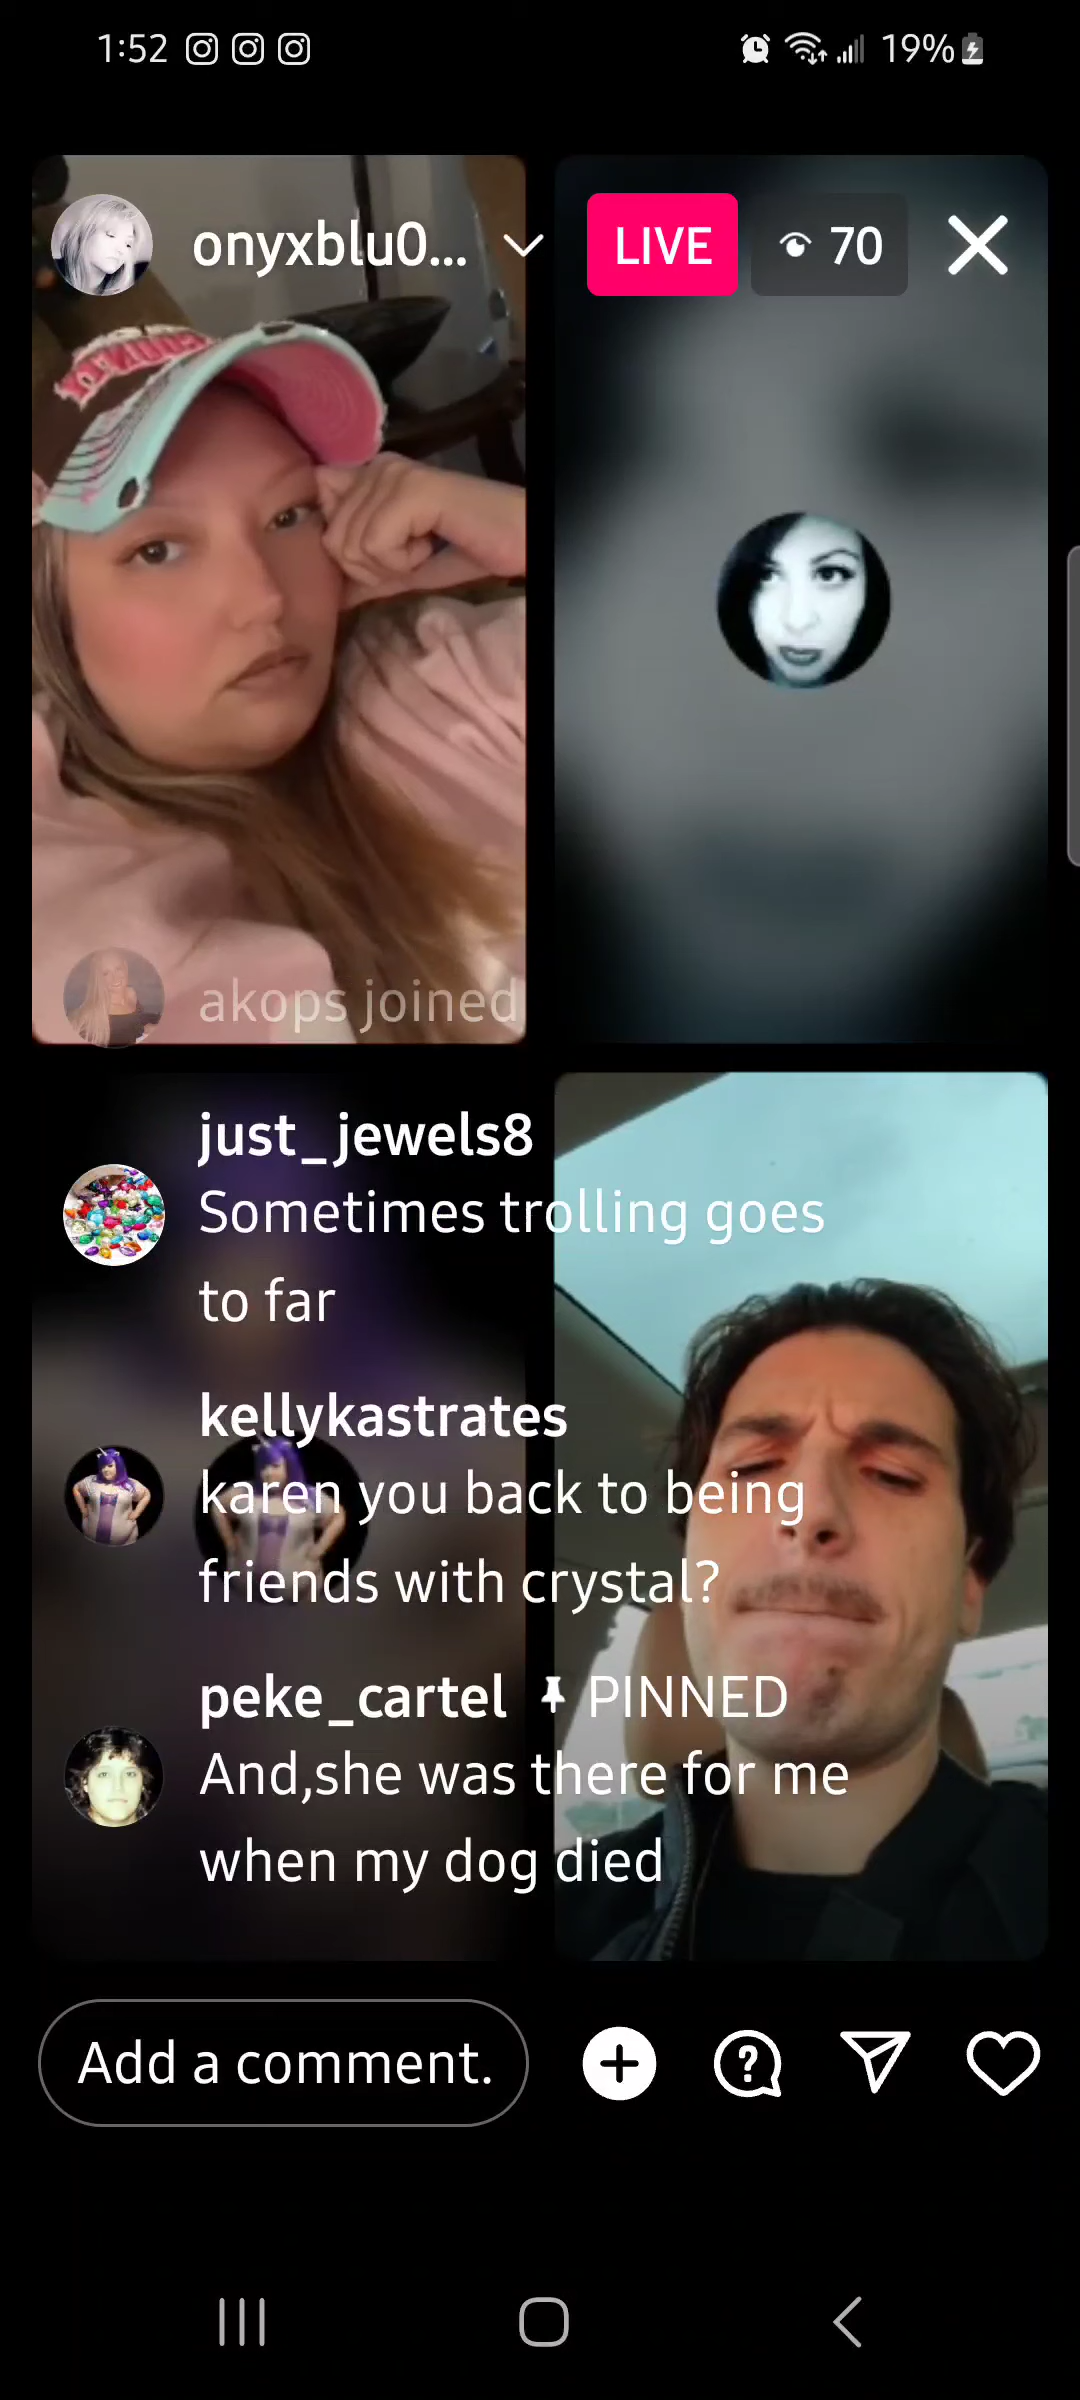 1:52
19%
onyxblu0...
LIVE
70
akops joined
just_jewels8
Sometimes trolling goes
to far
kellykastrates
karen you back to being
friends with crystal?
peke_cartel PINNED
And,she was there for me
when my dog died
Add a comment.